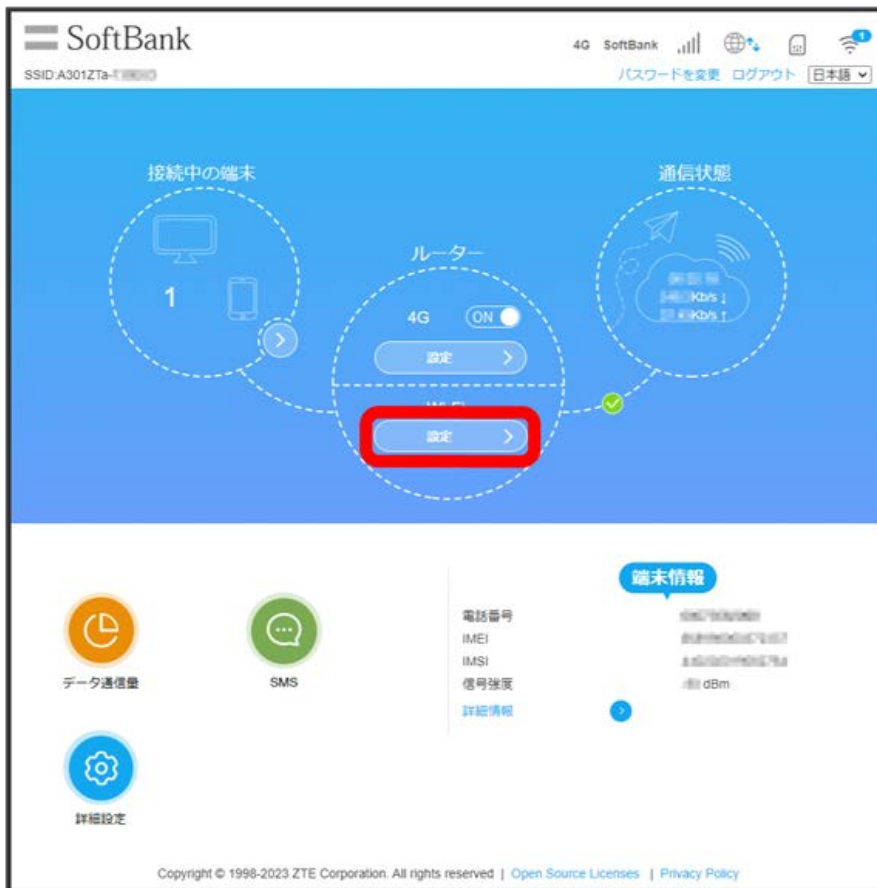 SoftBank
4G SoftBank
1
SSID:A301ZTa-
パスワードを変更 ログアウト 日本語
接続中の端末
通信状態
ルーター
1
4G ON
Kb/s ↓
Kb/s ↑
設定
Wi-Fi
設定
端末情報
電話番号
IMEI
IMSI
信号強度 dBm
詳細情報
データ通信量
SMS
詳細設定
Copyright © 1998-2023 ZTE Corporation. All rights reserved | Open Source Licenses | Privacy Policy